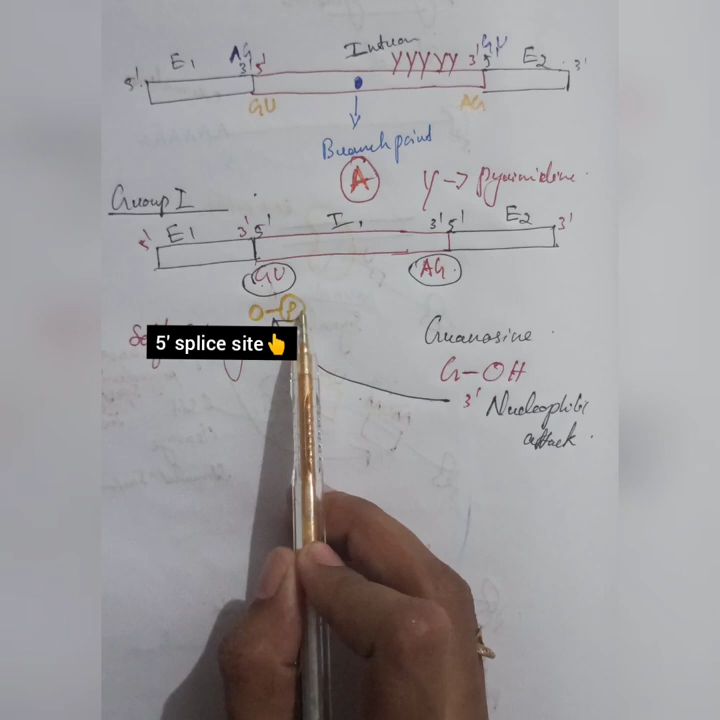 Intron
5' E1 AG 3' 5' YYYYY 3' 5' E2 3'
GU AG
Branch point
A Y -> pyrimidine
Group I
5' E1 3' 5' I1 3' 5' E2 3'
GU AG
O-P
5' splice site👆 Guanosine
G-OH
3' Nucleophilic
attack.